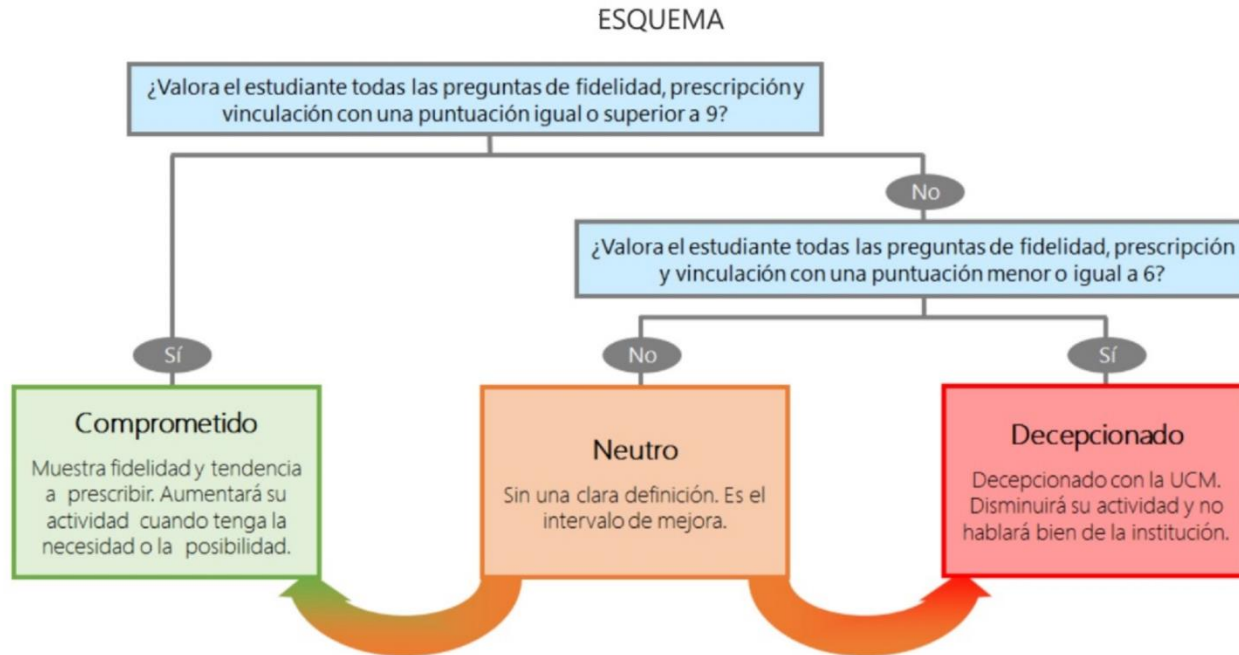 ESQUEMA
¿Valora el estudiante todas las preguntas de fidelidad, prescripción y
vinculación con una puntuación igual o superior a 9?
No
¿Valora el estudiante todas las preguntas de fidelidad, prescripción
y vinculación con una puntuación menor o igual a 6?
Sí
No
Sí
Comprometido
Muestra fidelidad y tendencia
a prescribir. Aumentará su
actividad cuando tenga la
necesidad o la posibilidad.
Neutro
Sin una clara definición. Es el
intervalo de mejora.
Decepcionado
Decepcionado con la UCM.
Disminuirá su actividad y no
hablará bien de la institución.